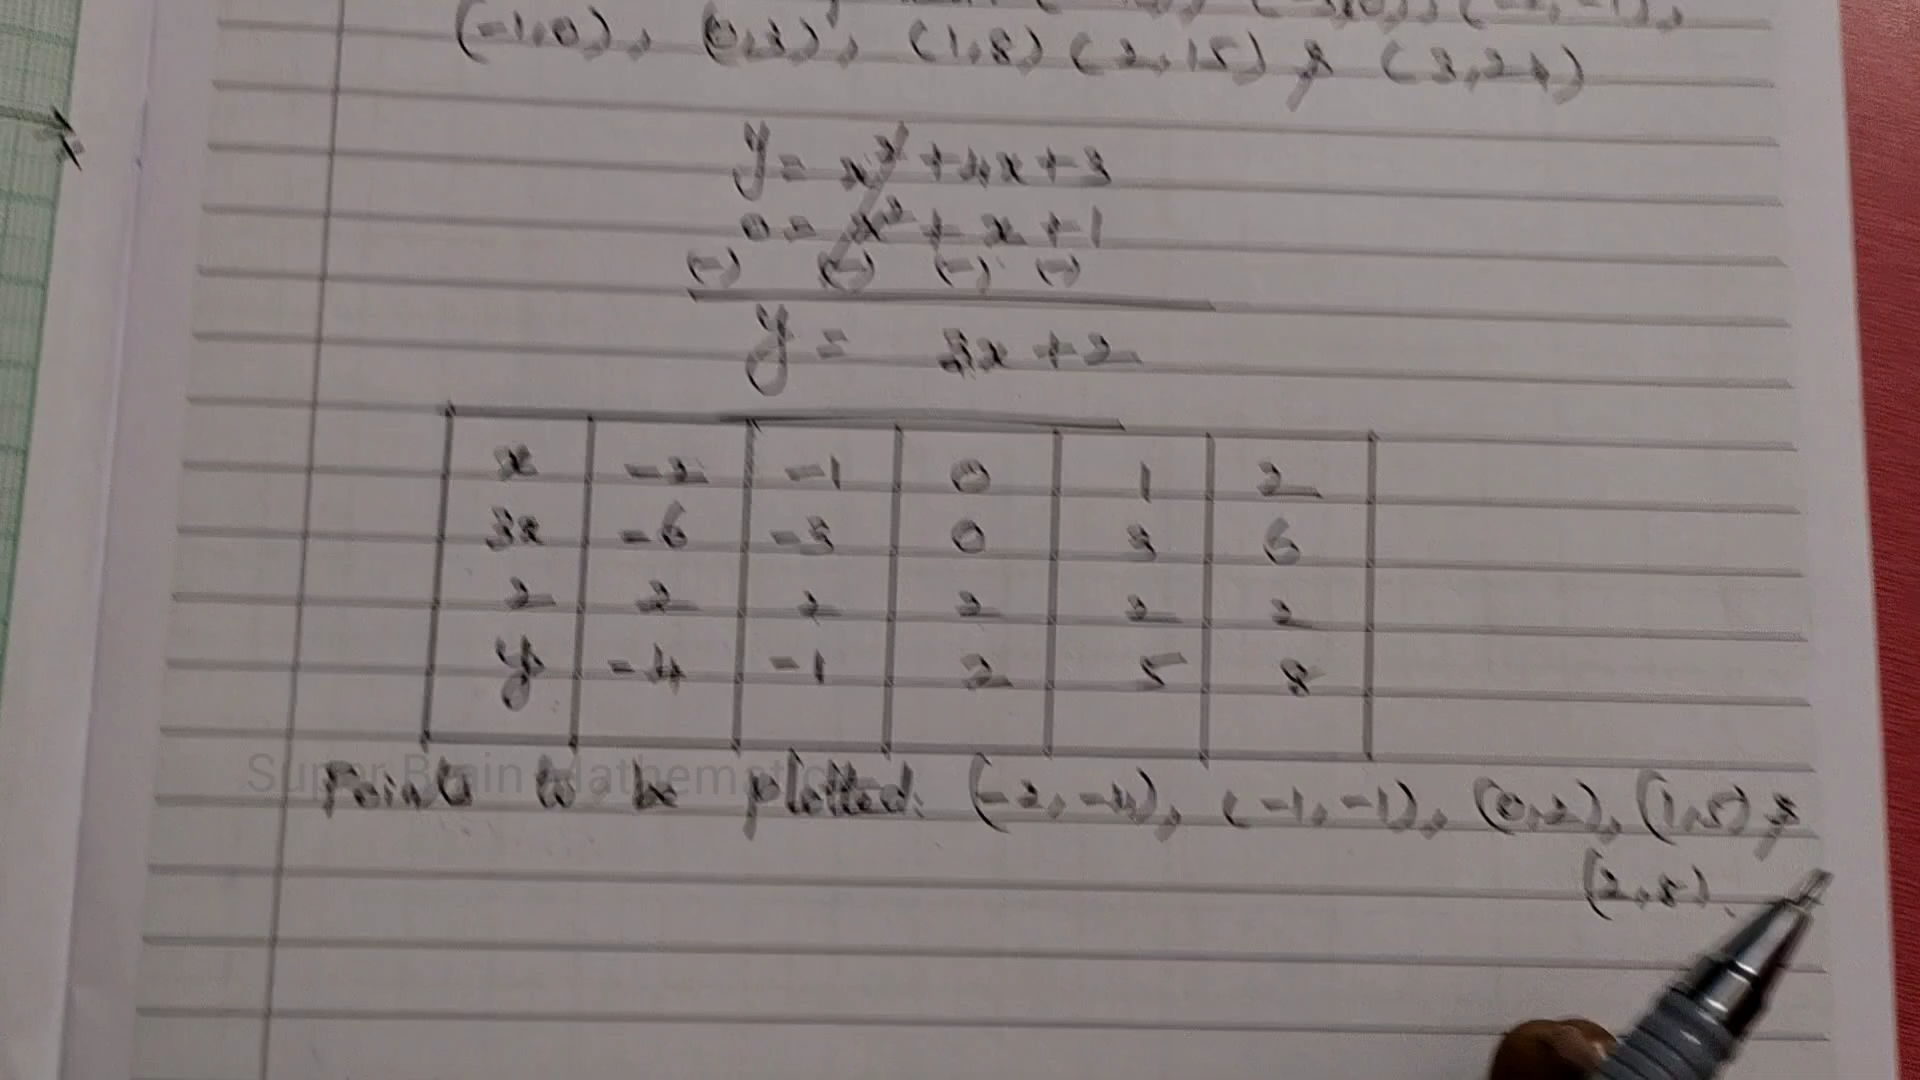 (-1,0), (0,3), (1,8) (2,15) & (3,24)
y = x² + 4x + 3
0 = x² + x + 1
(-) (-) (-) (-)
y = 3x + 2
x -2 -1 0 1 2
3x -6 -3 0 3 6
2 2 2 2 2 2
y -4 -1 2 5 8
Super Brain Mathematics
Points to be plotted: (-2,-4), (-1,-1), (0,2), (1,5) &
(2,8).